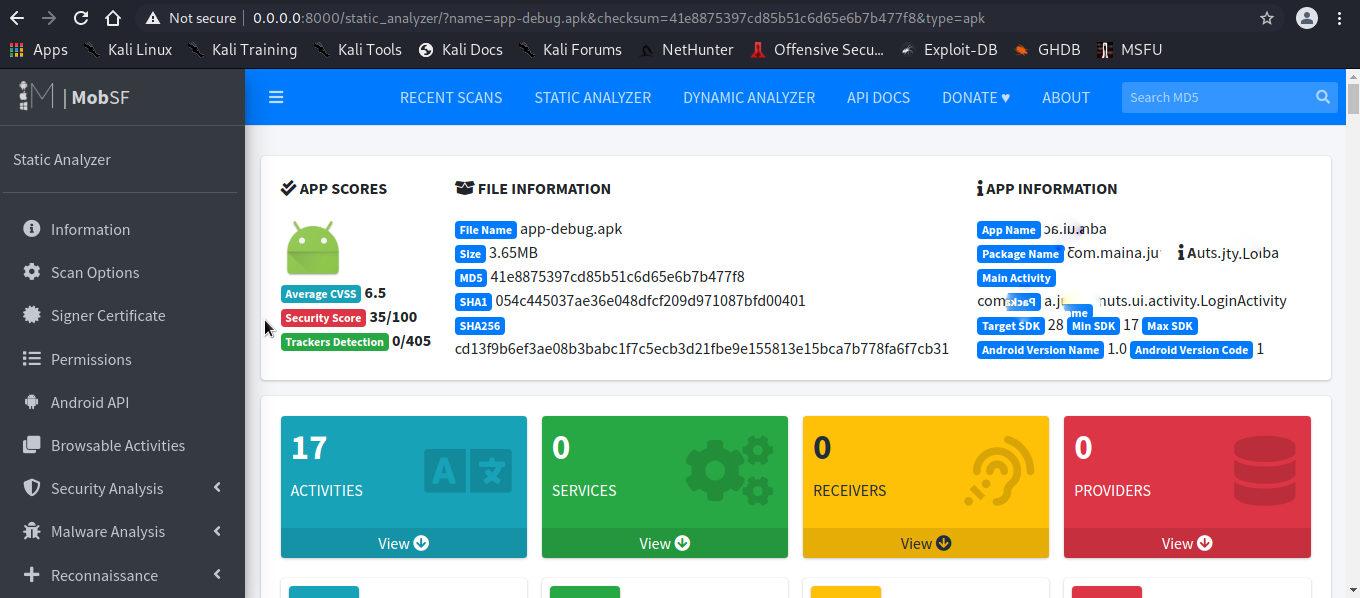 Not secure | 0.0.0.0:8000/static_analyzer/?name=app-debug.apk&checksum=41e8875397cd85b51c6d65e6b7b477f8&type=apk
Apps Kali Linux Kali Training Kali Tools Kali Docs Kali Forums NetHunter Offensive Secu... Exploit-DB GHDB MSFU
MobSF RECENT SCANS STATIC ANALYZER DYNAMIC ANALYZER API DOCS DONATE ♥ ABOUT Search MD5
Static Analyzer
Information
Scan Options
Signer Certificate
Permissions
Android API
Browsable Activities
Security Analysis
Malware Analysis
Reconnaissance
APP SCORES
Average CVSS 6.5
Security Score 35/100
Trackers Detection 0/405
FILE INFORMATION
File Name app-debug.apk
Size 3.65MB
MD5 41e8875397cd85b51c6d65e6b7b477f8
SHA1 054c445037ae36e048dfcf209d971087bfd00401
SHA256
cd13f9b6ef3ae08b3babc1f7c5ecb3d21fbe9e155813e15bca7b778fa6f7cb31
APP INFORMATION
App Name
Package Name com.maina.ju
Main Activity
com nuts.ui.activity.LoginActivity
Target SDK 28 Min SDK 17 Max SDK
Android Version Name 1.0 Android Version Code 1
17
ACTIVITIES
View
0
SERVICES
View
0
RECEIVERS
View
0
PROVIDERS
View